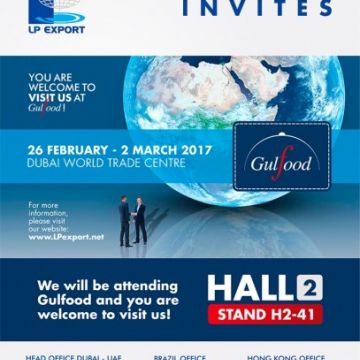 INVITES
LP EXPORT
YOU ARE
WELCOME TO
VISIT US AT
Gulfood !
26 FEBRUARY - 2 MARCH 2017
DUBAI WORLD TRADE CENTRE
Gulfood
For more
information,
please visit
our website:
www.LPexport.net
We will be attending
Gulfood and you are
welcome to visit us!
HALL 2
STAND H2-41
HEAD OFFICE DUBAI - UAE
BRAZIL OFFICE
HONG KONG OFFICE